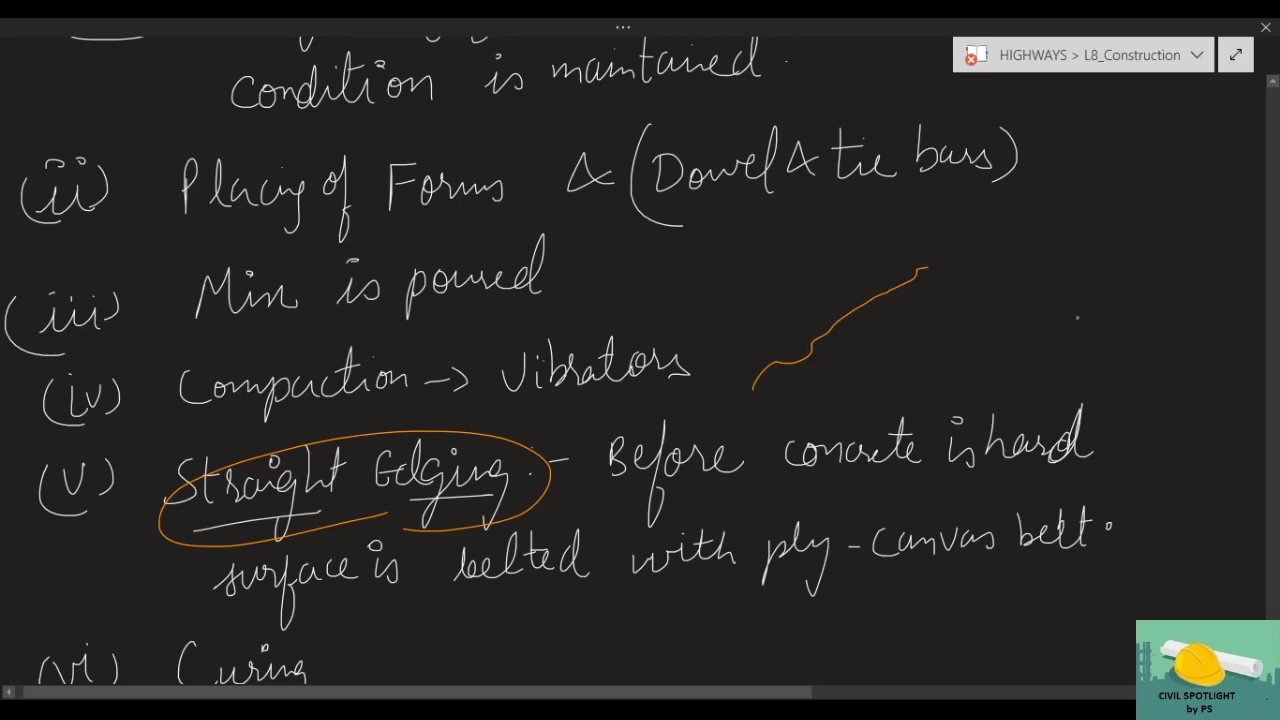 HIGHWAYS > L8_Construction
condition is maintained
(ii) Placing of Forms & (Dowel & tie bars)
(iii) Mix is poured
(iv) Compaction -> Vibrators
(v) Straight Edging - Before concrete is hard
surface is belted with ply-canvas belt.
(vi) Curing
CIVIL SPOTLIGHT
by PS